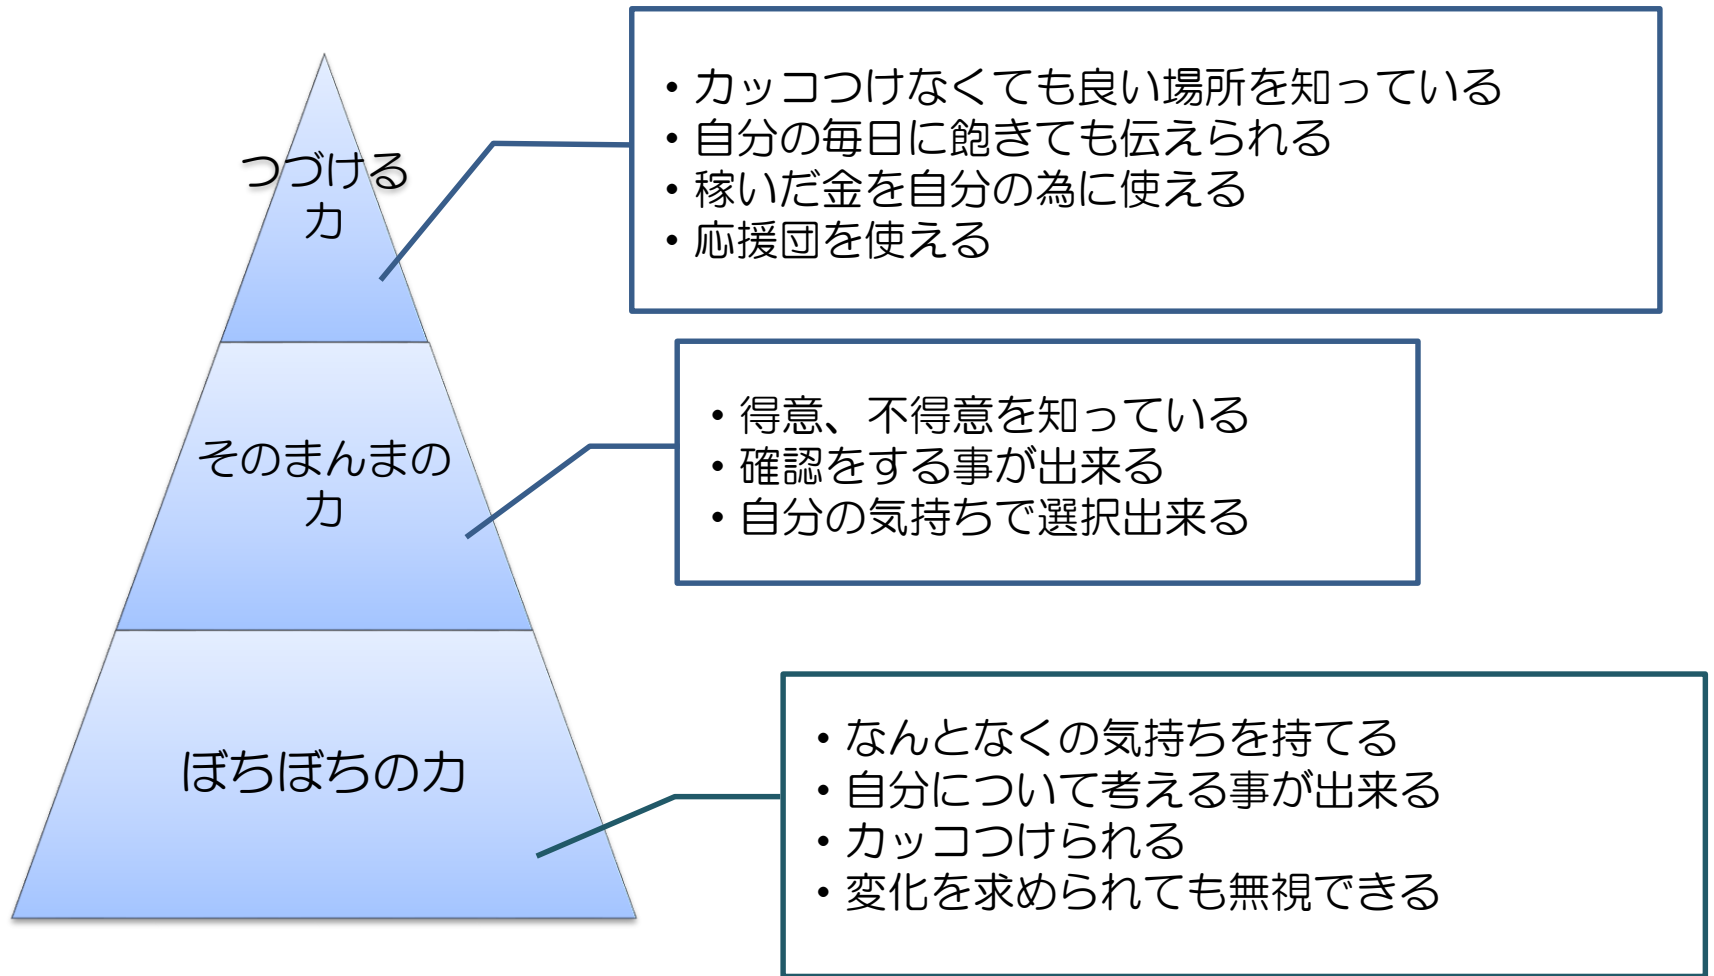 つづける
力
・カッコつけなくても良い場所を知っている
・自分の毎日に飽きても伝えられる
・稼いだ金を自分の為に使える
・応援団を使える
そのまんまの
力
・得意、不得意を知っている
・確認をする事が出来る
・自分の気持ちで選択出来る
ぼちぼちの力
・なんとなくの気持ちを持てる
・自分について考える事が出来る
・カッコつけられる
・変化を求められても無視できる